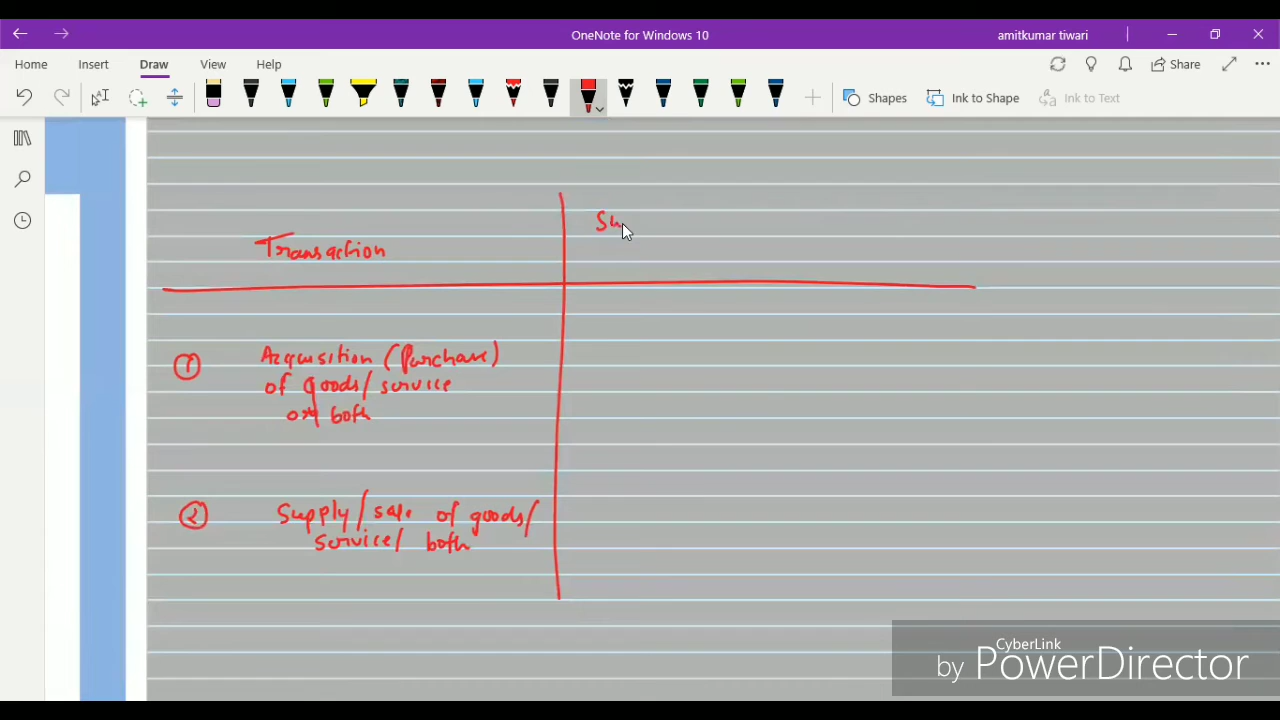 OneNote for Windows 10
amitkumar tiwari
Home Insert Draw View Help
Share
Shapes
Ink to Shape
Ink to Text
Su
Transaction
① Acqusition (Purchase)
of goods/ service
or both
② Supply/sale of goods/
service/ both
CyberLink
by PowerDirector